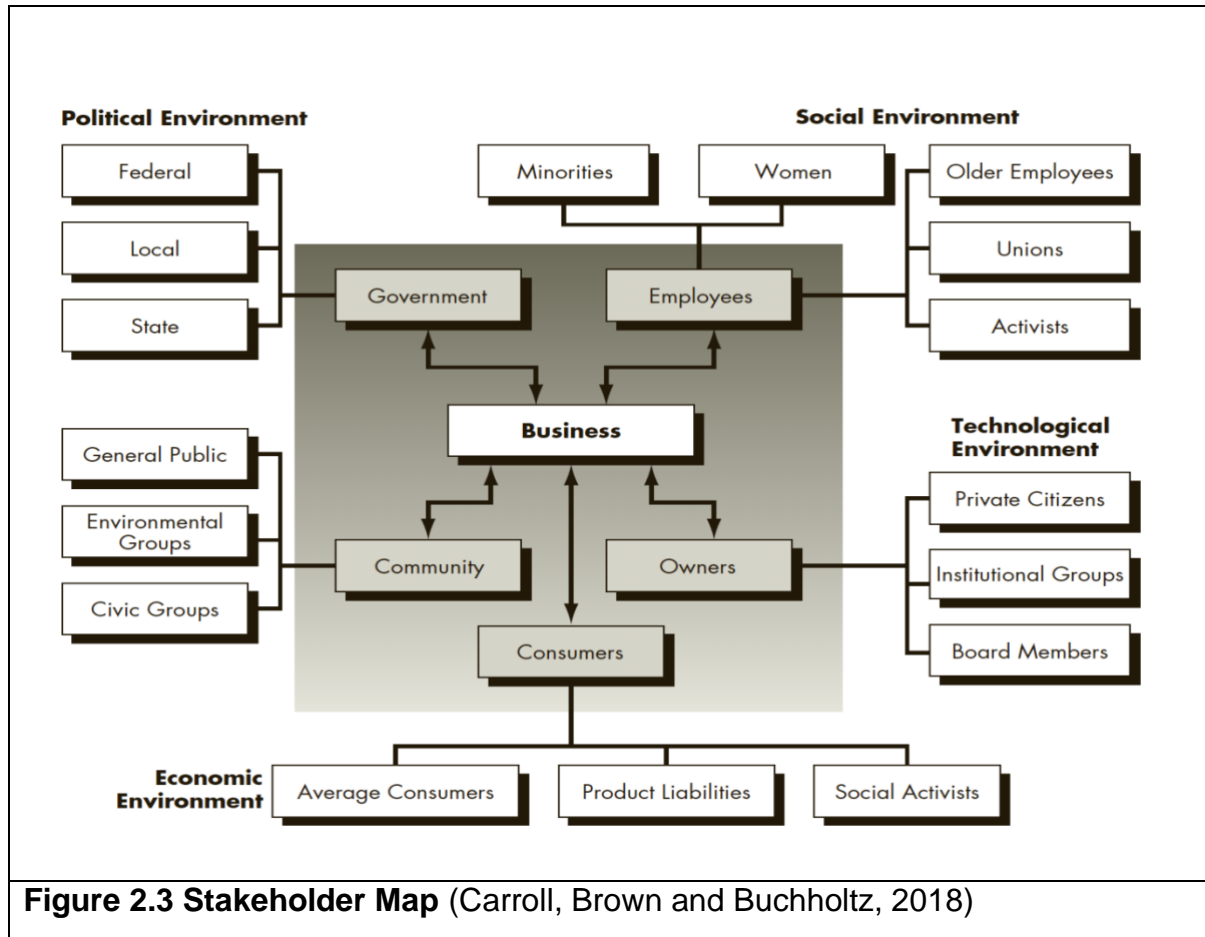 Political Environment
Social Environment
Federal
Minorities
Women
Older Employees
Local
Unions
Government
Employees
State
Activists
Business
Technological
Environment
General Public
Private Citizens
Environmental
Groups
Community
Owners
Institutional Groups
Civic Groups
Consumers
Board Members
Economic
Environment
Average Consumers
Product Liabilities
Social Activists
Figure 2.3 Stakeholder Map (Carroll, Brown and Buchholtz, 2018)